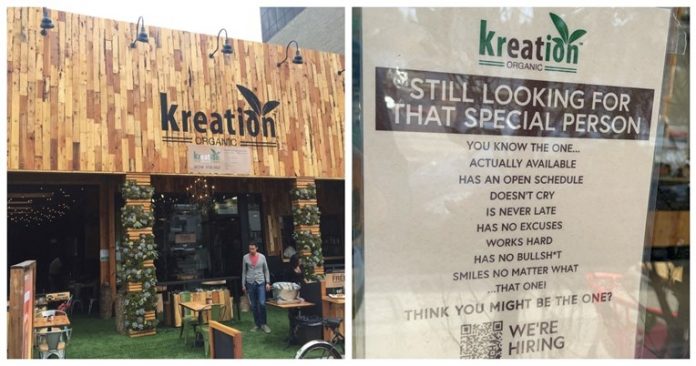 kreation
ORGANIC
kreation
kreation
ORGANIC
STILL LOOKING FOR
THAT SPECIAL PERSON
YOU KNOW THE ONE...
ACTUALLY AVAILABLE
HAS AN OPEN SCHEDULE
DOESN'T CRY
IS NEVER LATE
HAS NO EXCUSES
WORKS HARD
HAS NO BULLSH*T
SMILES NO MATTER WHAT
...THAT ONE!
THINK YOU MIGHT BE THE ONE?
WE'RE
HIRING